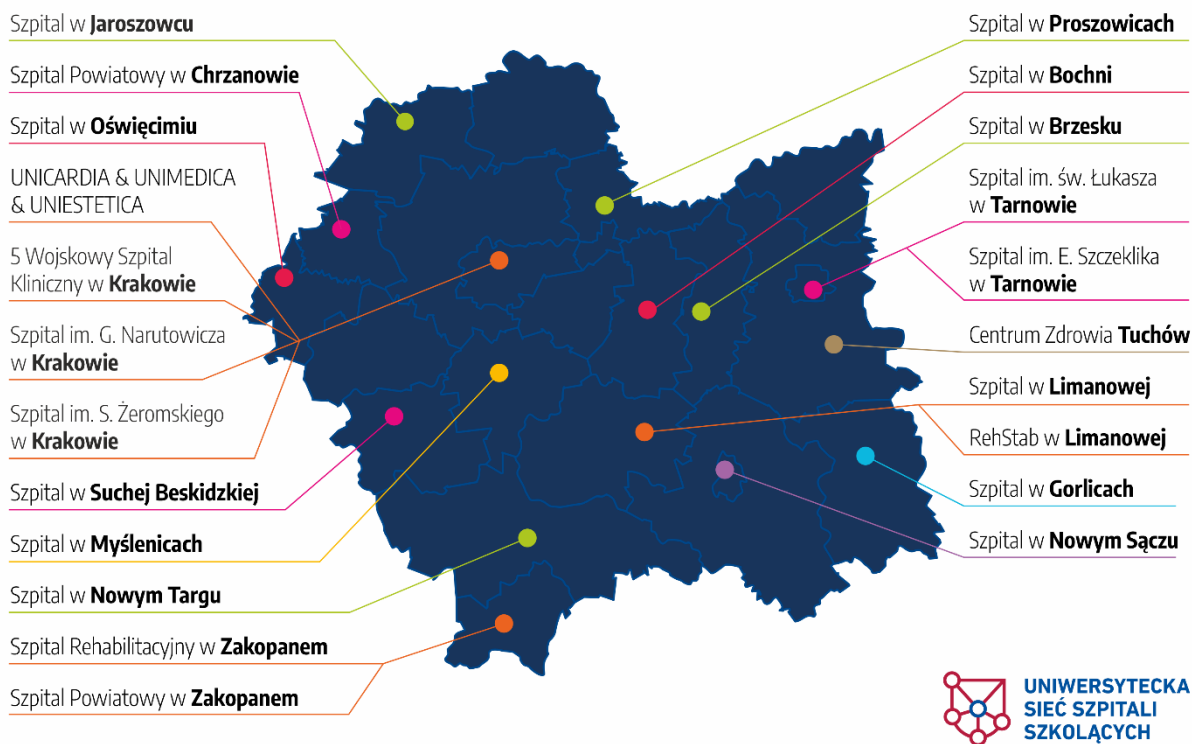 Szpital w Jaroszowcu
Szpital Powiatowy w Chrzanowie
Szpital w Oświęcimiu
UNICARDIA & UNIMEDICA
& UNIESTETICA
5 Wojskowy Szpital
Kliniczny w Krakowie
Szpital im. G. Narutowicza
w Krakowie
Szpital im. S. Żeromskiego
w Krakowie
Szpital w Suchej Beskidzkiej
Szpital w Myślenicach
Szpital w Nowym Targu
Szpital Rehabilitacyjny w Zakopanem
Szpital Powiatowy w Zakopanem
Szpital w Proszowicach
Szpital w Bochni
Szpital w Brzesku
Szpital im. św. Łukasza
w Tarnowie
Szpital im. E. Szczeklika
w Tarnowie
Centrum Zdrowia Tuchów
Szpital w Limanowej
RehStab w Limanowej
Szpital w Gorlicach
Szpital w Nowym Sączu
UNIWERSYTECKA
SIEĆ SZPITALI
SZKOLĄCYCH